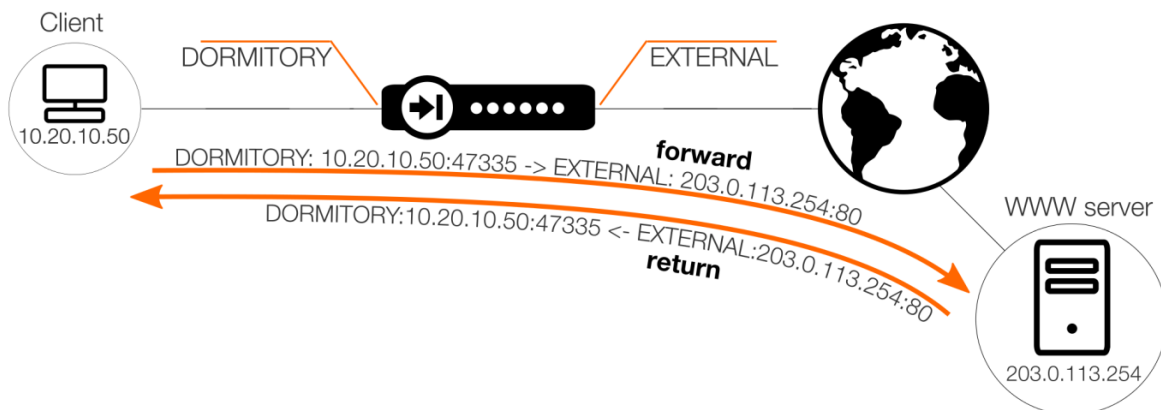 Client
DORMITORY
EXTERNAL
10.20.10.50
forward
DORMITORY: 10.20.10.50:47335 -> EXTERNAL: 203.0.113.254:80
DORMITORY:10.20.10.50:47335 <- EXTERNAL:203.0.113.254:80
return
WWW server
203.0.113.254